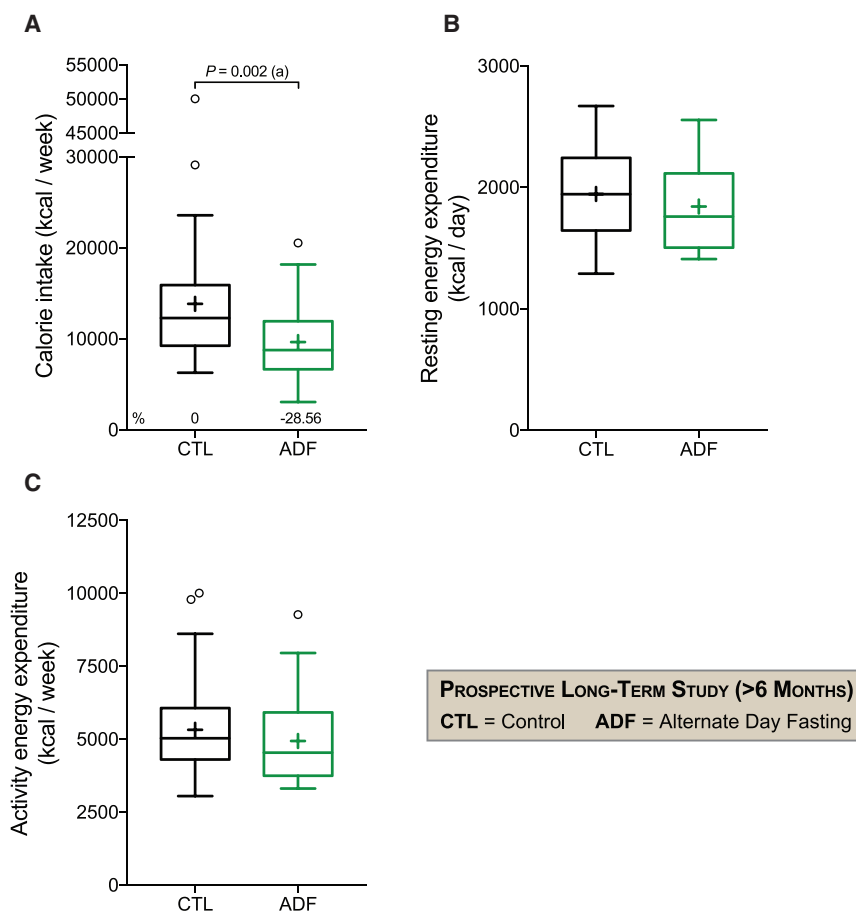 A
Calorie intake (kcal / week)
55000
50000
45000
30000
20000
10000
0
P = 0.002 (a)
% 0 -28.56
CTL ADF
B
Resting energy expenditure
(kcal / day)
3000
2000
1000
0
CTL ADF
C
Activity energy expenditure
(kcal / week)
12500
10000
7500
5000
2500
0
CTL ADF
PROSPECTIVE LONG-TERM STUDY (>6 MONTHS)
CTL = Control ADF = Alternate Day Fasting